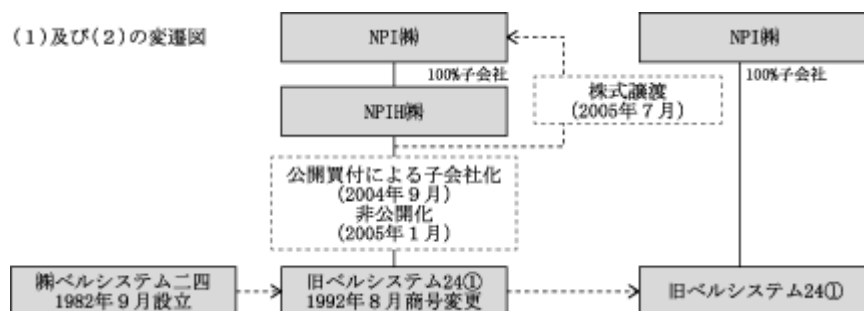 (1)及び(2)の変遷図
NPI㈱
NPI㈱
100%子会社
100%子会社
NPIH㈱
株式譲渡
(2005年7月)
公開買付による子会社化
(2004年9月)
非公開化
(2005年1月)
㈱ベルシステム二四
1982年9月設立
旧ベルシステム24①
1992年8月商号変更
旧ベルシステム24①